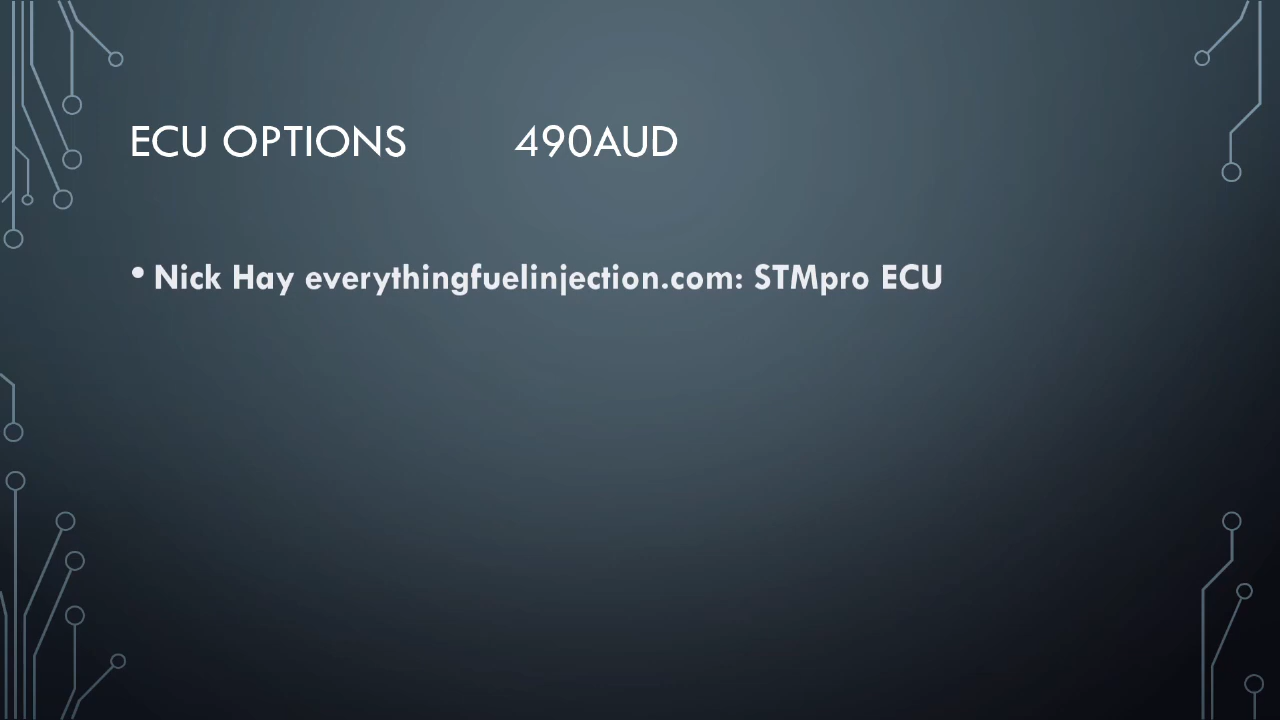 ECU OPTIONS 490AUD
• Nick Hay everythingfuelinjection.com: STMpro ECU